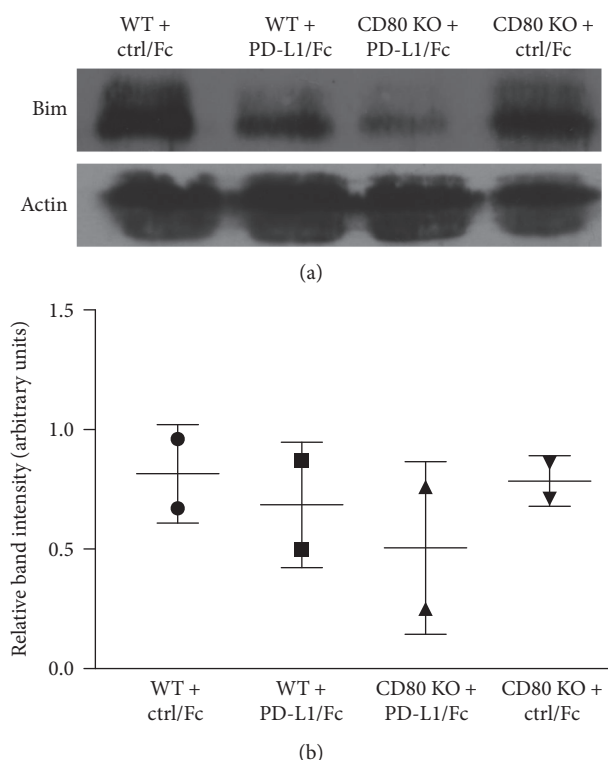 WT +
ctrl/Fc
WT +
PD-L1/Fc
CD80 KO +
PD-L1/Fc
CD80 KO +
ctrl/Fc
Bim
Actin
(a)
Relative band intensity (arbitrary units)
1.5
1.0
0.5
0.0
WT +
ctrl/Fc
WT +
PD-L1/Fc
CD80 KO +
PD-L1/Fc
CD80 KO +
ctrl/Fc
(b)